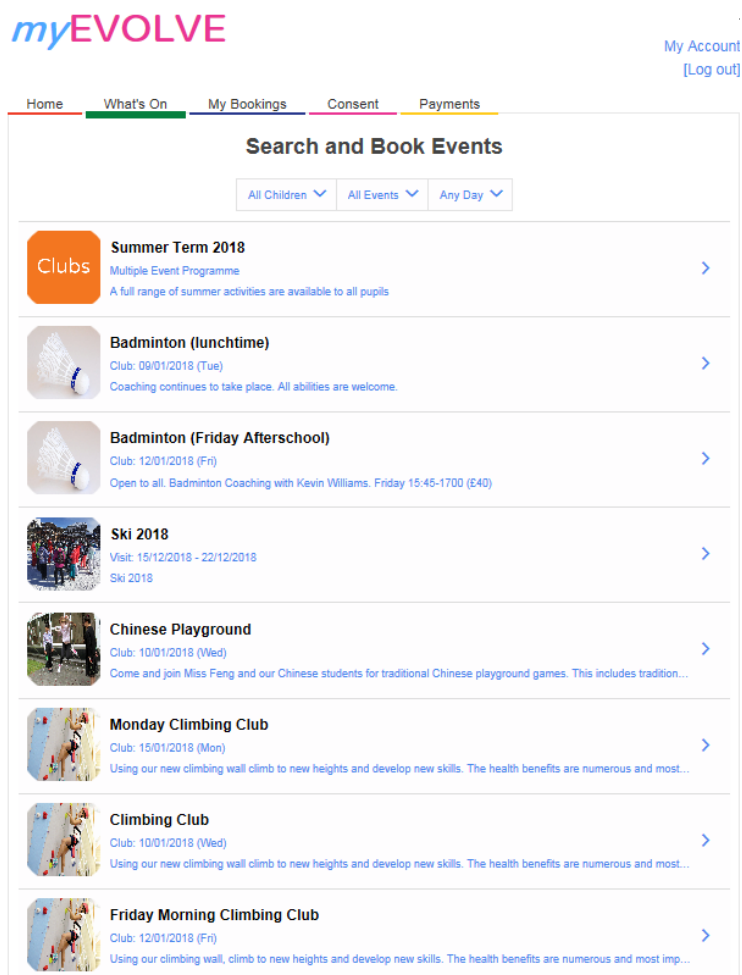 myEVOLVE
My Account
[Log out]
Home What's On My Bookings Consent Payments
Search and Book Events
All Children All Events Any Day
Clubs
Summer Term 2018
Multiple Event Programme
A full range of summer activities are available to all pupils
Badminton (lunchtime)
Club: 09/01/2018 (Tue)
Coaching continues to take place. All abilities are welcome.
Badminton (Friday Afterschool)
Club: 12/01/2018 (Fri)
Open to all. Badminton Coaching with Kevin Williams. Friday 15:45-1700 (£40)
Ski 2018
Visit: 15/12/2018 - 22/12/2018
Ski 2018
Chinese Playground
Club: 10/01/2018 (Wed)
Come and join Miss Feng and our Chinese students for traditional Chinese playground games. This includes tradition...
Monday Climbing Club
Club: 15/01/2018 (Mon)
Using our new climbing wall climb to new heights and develop new skills. The health benefits are numerous and most...
Climbing Club
Club: 10/01/2018 (Wed)
Using our new climbing wall climb to new heights and develop new skills. The health benefits are numerous and most...
Friday Morning Climbing Club
Club: 12/01/2018 (Fri)
Using our climbing wall, climb to new heights and develop new skills. The health benefits are numerous and most imp...